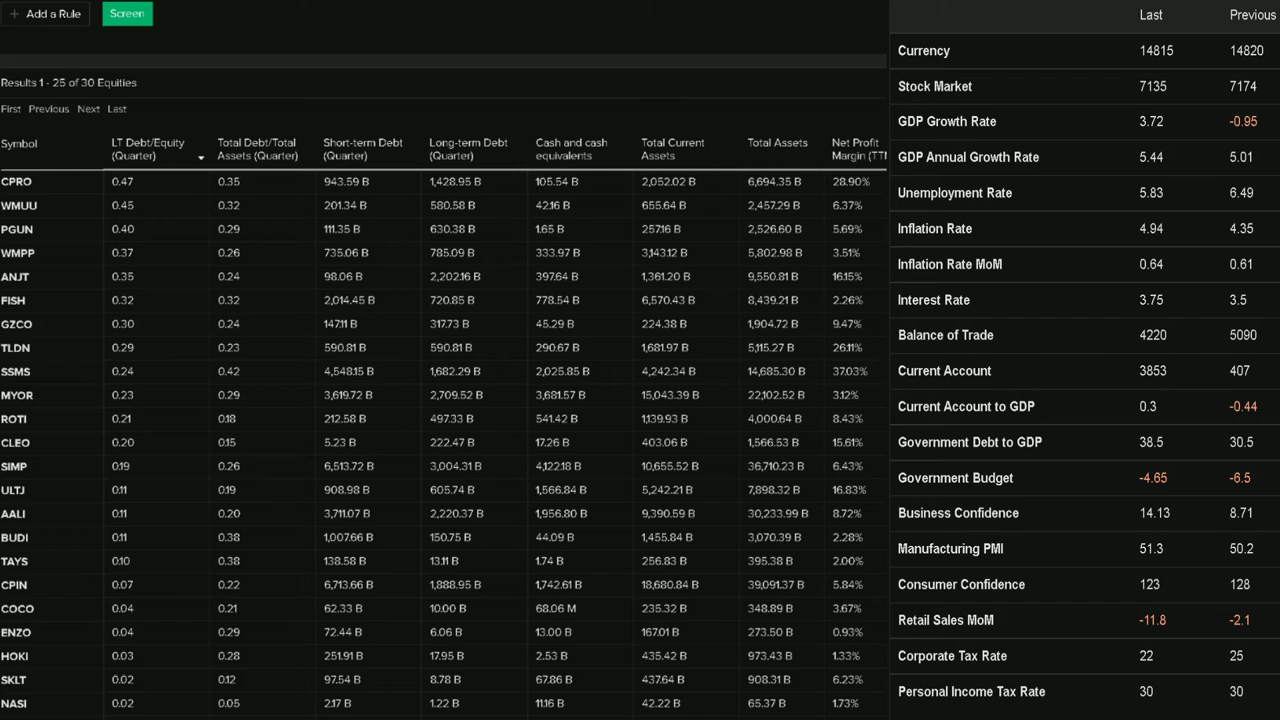 + Add a Rule Screen
Results 1 - 25 of 30 Equities
First Previous Next Last
Symbol LT Debt/Equity (Quarter) Total Debt/Total Assets (Quarter) Short-term Debt (Quarter) Long-term Debt (Quarter) Cash and cash equivalents Total Current Assets Total Assets Net Profit Margin (TT
CPRO 0.47 0.35 943.59 B 1,428.95 B 105.54 B 2,052.02 B 6,694.35 B 28.90%
WMUU 0.45 0.32 201.34 B 580.58 B 42.16 B 655.64 B 2,457.29 B 6.37%
PGUN 0.40 0.29 111.35 B 630.38 B 1.65 B 257.16 B 2,526.60 B 5.69%
WMPP 0.37 0.26 735.06 B 785.09 B 333.97 B 3,143.12 B 5,802.98 B 3.51%
ANJT 0.35 0.24 98.06 B 2,202.16 B 397.64 B 1,361.20 B 9,550.81 B 16.15%
FISH 0.32 0.32 2,014.45 B 720.85 B 778.54 B 6,570.43 B 8,439.21 B 2.26%
GZCO 0.30 0.24 147.11 B 317.73 B 45.29 B 224.38 B 1,904.72 B 9.47%
TLDN 0.29 0.23 590.81 B 590.81 B 290.67 B 1,681.97 B 5,115.27 B 26.11%
SSMS 0.24 0.42 4,548.15 B 1,682.29 B 2,025.85 B 4,242.34 B 14,685.30 B 37.03%
MYOR 0.23 0.29 3,619.72 B 2,709.52 B 3,681.57 B 15,043.39 B 22,102.52 B 3.12%
ROTI 0.21 0.18 212.58 B 497.33 B 541.42 B 1,139.93 B 4,000.64 B 8.43%
CLEO 0.20 0.15 5.23 B 222.47 B 17.26 B 403.06 B 1,566.53 B 15.61%
SIMP 0.19 0.26 6,513.72 B 3,004.31 B 4,122.18 B 10,655.52 B 36,710.23 B 6.43%
ULTJ 0.11 0.19 908.98 B 605.74 B 1,566.84 B 5,242.21 B 7,898.32 B 16.83%
AALI 0.11 0.20 3,711.07 B 2,220.37 B 1,956.80 B 9,390.59 B 30,233.99 B 8.72%
BUDI 0.11 0.38 1,007.66 B 150.75 B 44.09 B 1,455.84 B 3,070.39 B 2.28%
TAYS 0.10 0.38 138.58 B 13.11 B 1.74 B 256.83 B 395.38 B 2.00%
CPIN 0.07 0.22 6,713.66 B 1,888.95 B 1,742.61 B 18,680.84 B 39,091.37 B 5.84%
COCO 0.04 0.21 62.33 B 10.00 B 68.06 M 235.32 B 348.89 B 3.67%
ENZO 0.04 0.29 72.44 B 6.06 B 13.00 B 167.01 B 273.50 B 0.93%
HOKI 0.03 0.28 251.91 B 17.95 B 2.53 B 435.42 B 973.43 B 1.33%
SKLT 0.02 0.12 97.54 B 8.78 B 67.86 B 437.64 B 908.31 B 6.23%
NASI 0.02 0.05 2.17 B 1.22 B 11.16 B 42.22 B 65.37 B 1.73%
Last Previous
Currency 14815 14820
Stock Market 7135 7174
GDP Growth Rate 3.72 -0.95
GDP Annual Growth Rate 5.44 5.01
Unemployment Rate 5.83 6.49
Inflation Rate 4.94 4.35
Inflation Rate MoM 0.64 0.61
Interest Rate 3.75 3.5
Balance of Trade 4220 5090
Current Account 3853 407
Current Account to GDP 0.3 -0.44
Government Debt to GDP 38.5 30.5
Government Budget -4.65 -6.5
Business Confidence 14.13 8.71
Manufacturing PMI 51.3 50.2
Consumer Confidence 123 128
Retail Sales MoM -11.8 -2.1
Corporate Tax Rate 22 25
Personal Income Tax Rate 30 30